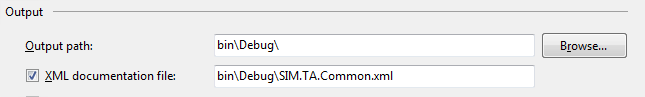 Output
Output path: bin\Debug\ Browse...
XML documentation file: bin\Debug\SIM.TA.Common.xml